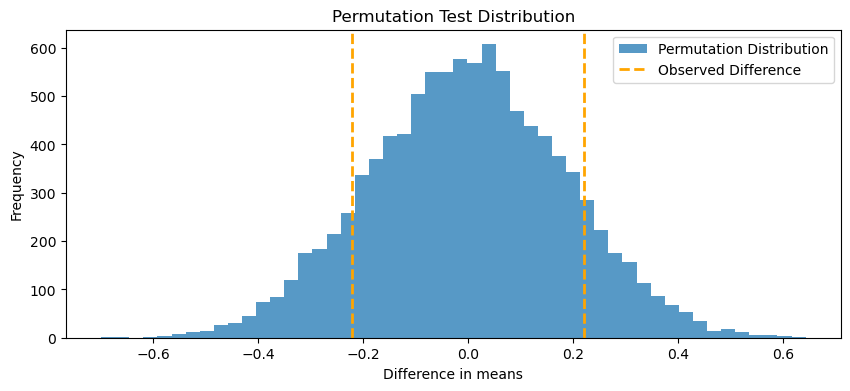 Permutation Test Distribution
Permutation Distribution
Observed Difference
Frequency
600
500
400
300
200
100
0
−0.6
−0.4
−0.2
0.0
0.2
0.4
0.6
Difference in means